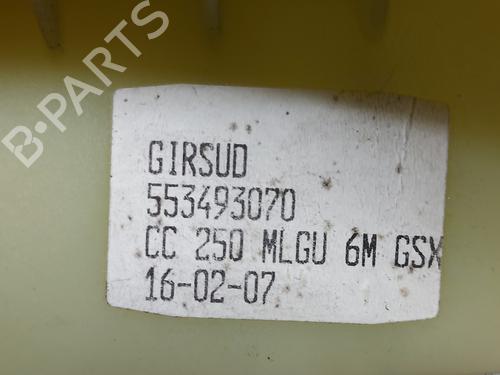 B-PARTS
GIRSUD
553493070
CC 250 MLGU 6M GSX
16-02-07